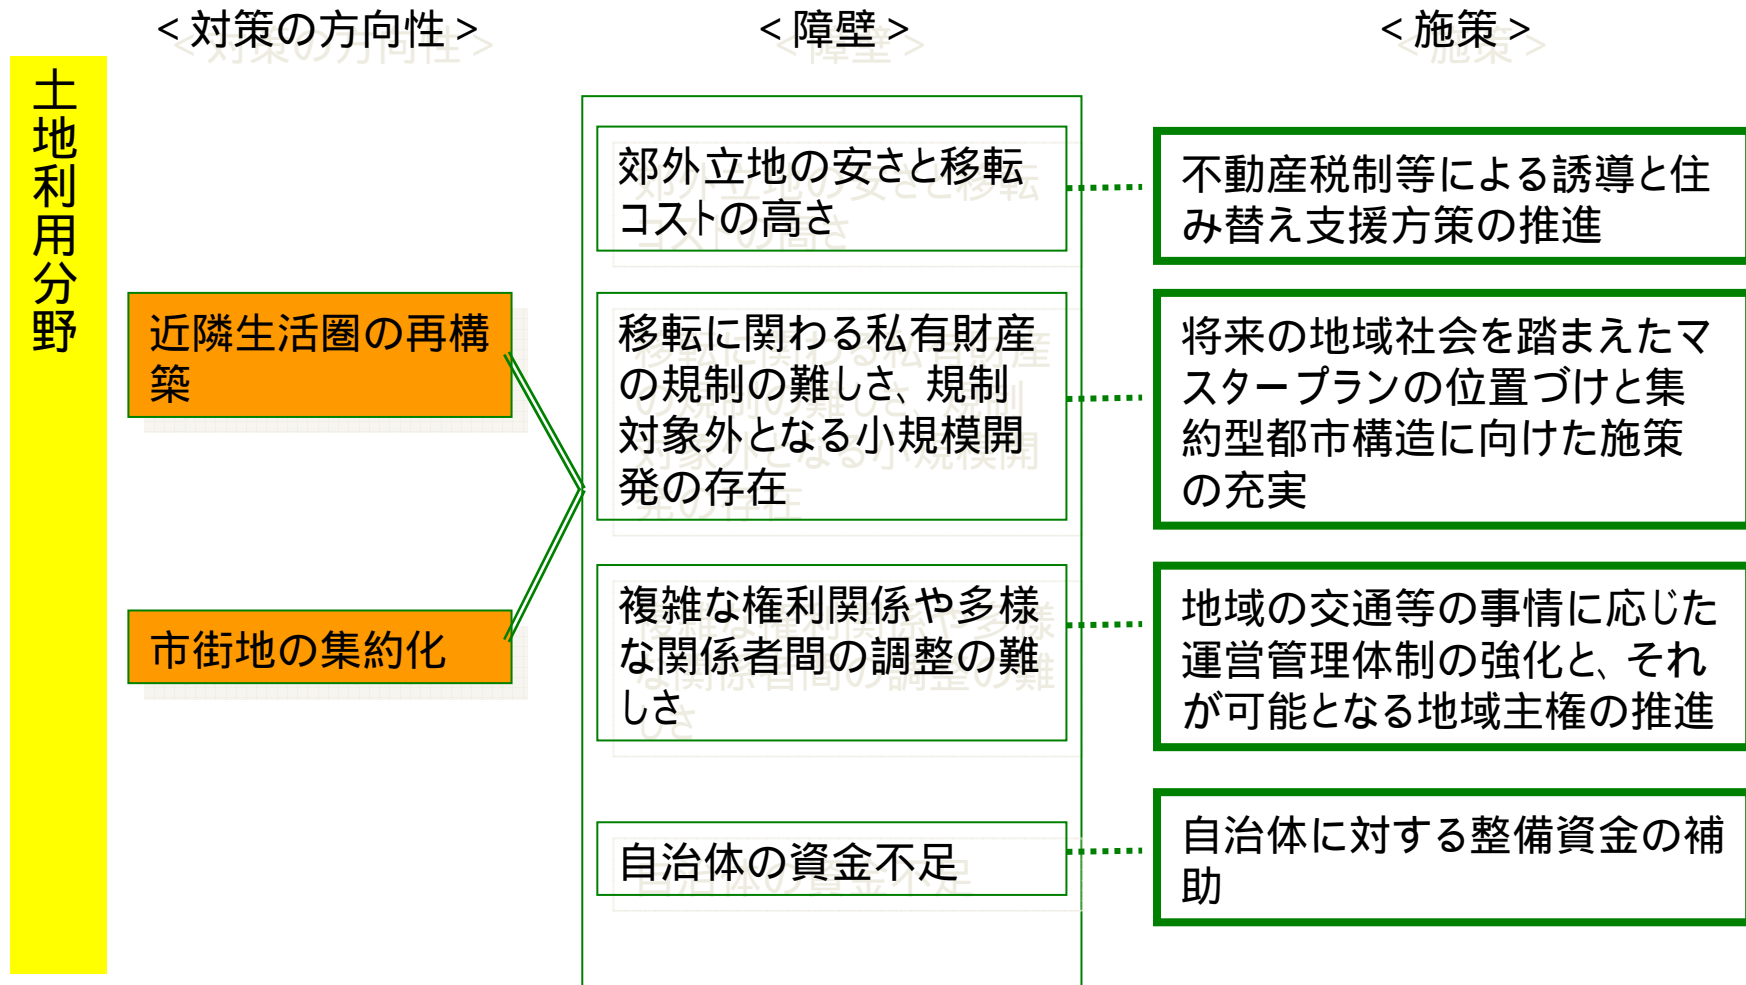 <対策の方向性>
<障壁>
<施策>
土地利用分野
近隣生活圏の再構
築
市街地の集約化
郊外立地の安さと移転
コストの高さ
移転に関わる私有財産
の規制の難しさ、規制
対象外となる小規模開
発の存在
複雑な権利関係や多様
な関係者間の調整の難
しさ
自治体の資金不足
不動産税制等による誘導と住
み替え支援方策の推進
将来の地域社会を踏まえたマ
スタープランの位置づけと集
約型都市構造に向けた施策
の充実
地域の交通等の事情に応じた
運営管理体制の強化と、それ
が可能となる地域主権の推進
自治体に対する整備資金の補
助